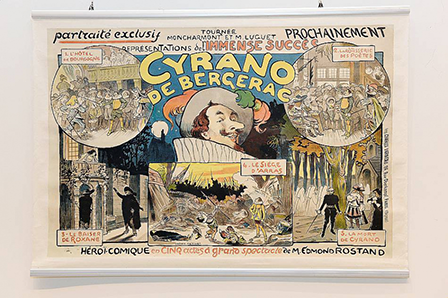 portraité exclusif
TOURNÉE
MONCHARMONT ET M. LUGUET
PROCHAINEMENT
REPRÉSENTATIONS de L'IMMENSE SUCCÈS
CYRANO
DE BERGERAC
1. L'HÔTEL
DE BOURGOGNE
2. LA RÔTISSERIE
DES POÈTES
3. LE BAISER
DE ROXANE
4. LE SIÈGE
D'ARRAS
5. LA MORT
DE CYRANO
HÉROÏ-COMIQUE en CINQ actes à grand spectacle de M. EDMOND ROSTAND